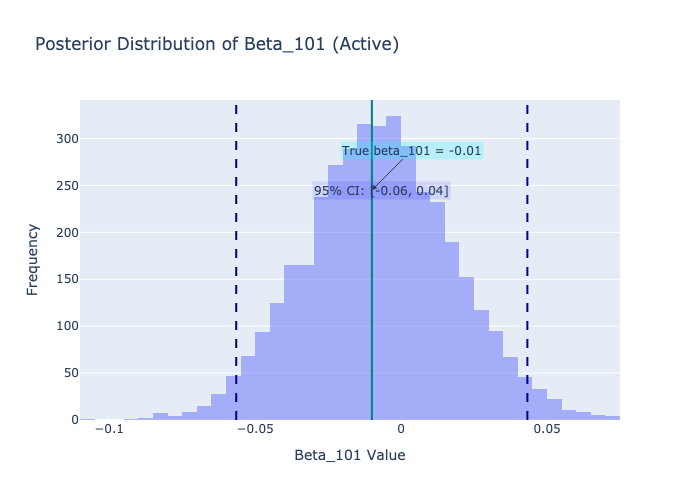 Posterior Distribution of Beta_101 (Active)
300
True beta_101 = -0.01
250
95% CI: [-0.06, 0.04]
200
Frequency
150
100
50
0
−0.1
−0.05
0
0.05
Beta_101 Value